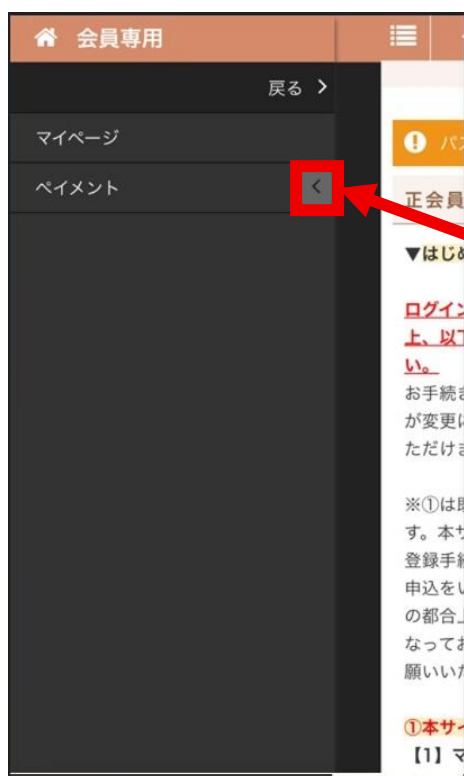 会員専用
戻る
マイページ
ペイメント
正会員
▼はじめ
ログイン
上、以下
い。
お手続き
が変更に
ただけま
※①は
す。本サ
登録手続
申込をい
の都合上
なってお
願いいた
①本サイ
【1】マ